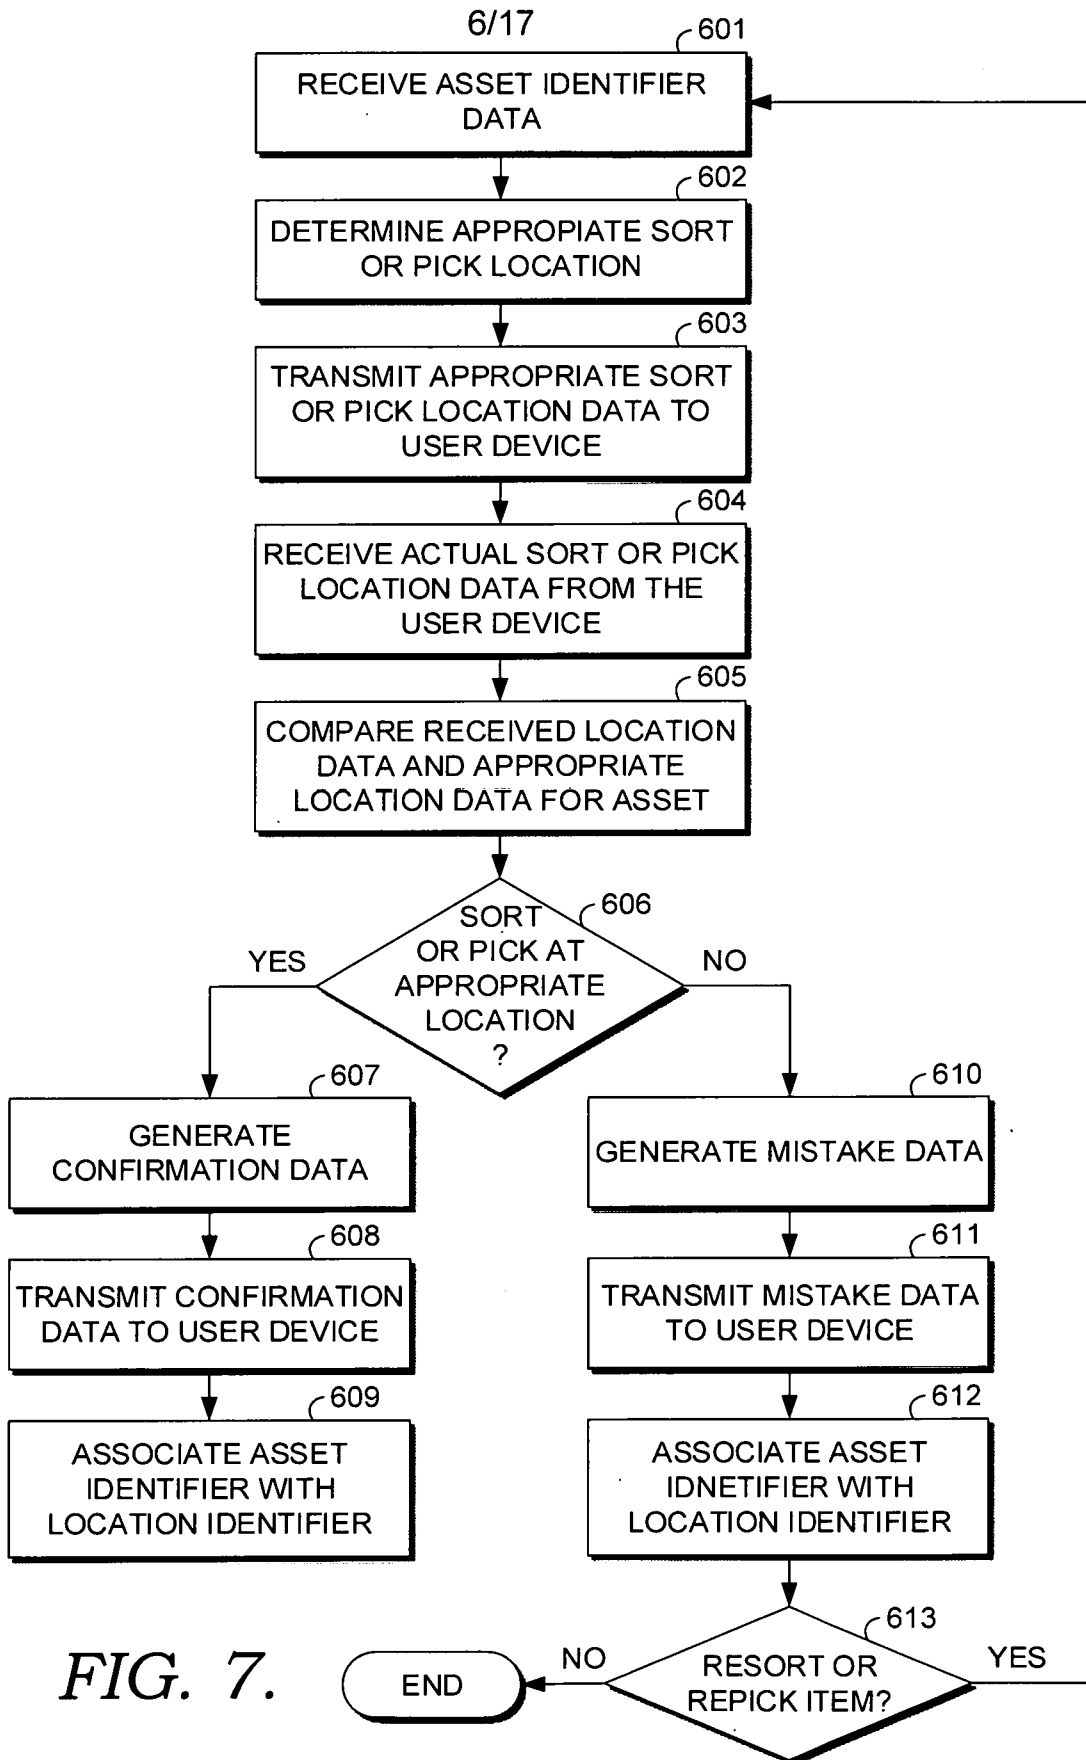 6/17
601
RECEIVE ASSET IDENTIFIER
DATA
602
DETERMINE APPROPIATE SORT
OR PICK LOCATION
603
TRANSMIT APPROPRIATE SORT
OR PICK LOCATION DATA TO
USER DEVICE
604
RECEIVE ACTUAL SORT OR PICK
LOCATION DATA FROM THE
USER DEVICE
605
COMPARE RECEIVED LOCATION
DATA AND APPROPRIATE
LOCATION DATA FOR ASSET
606
SORT
OR PICK AT
APPROPRIATE
LOCATION
?
YES
NO
607
GENERATE
CONFIRMATION DATA
608
TRANSMIT CONFIRMATION
DATA TO USER DEVICE
609
ASSOCIATE ASSET
IDENTIFIER WITH
LOCATION IDENTIFIER
610
GENERATE MISTAKE DATA
611
TRANSMIT MISTAKE DATA
TO USER DEVICE
612
ASSOCIATE ASSET
IDNETIFIER WITH
LOCATION IDENTIFIER
613
RESORT OR
REPICK ITEM?
NO
YES
END
FIG. 7.